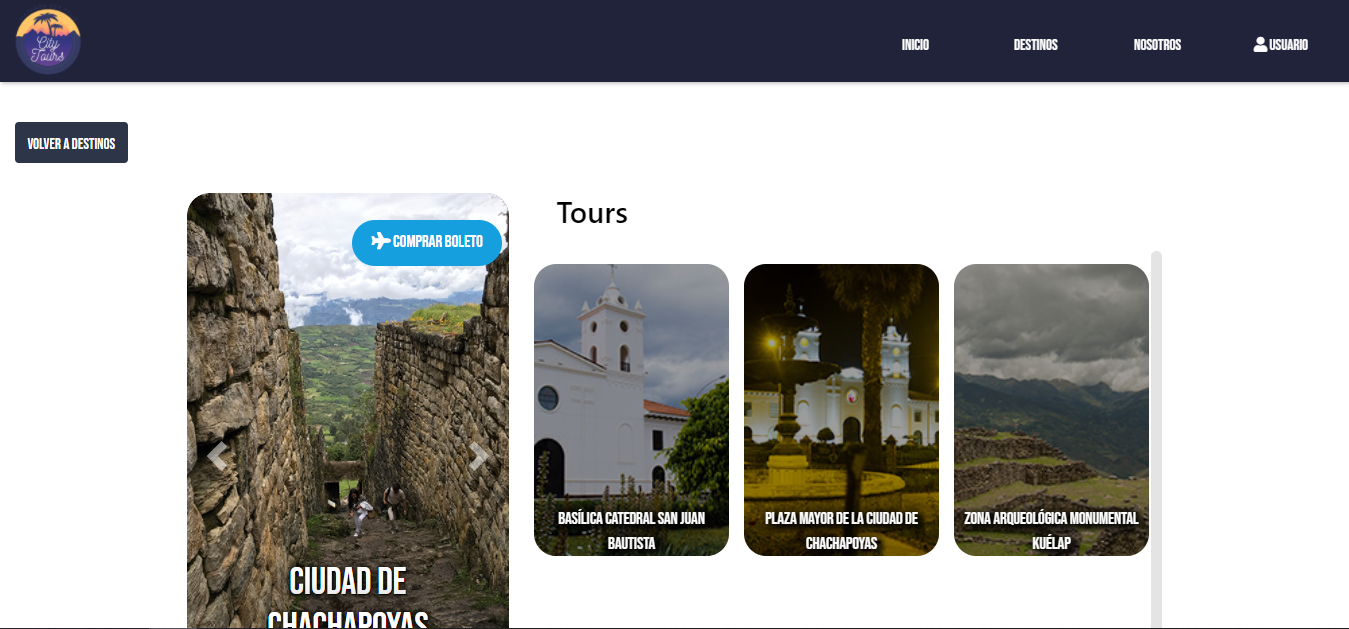 City
Tours
INICIO
DESTINOS
NOSOTROS
USUARIO
VOLVER A DESTINOS
COMPRAR BOLETO
CIUDAD DE
CHACHAPOYAS
Tours
BASÍLICA CATEDRAL SAN JUAN
BAUTISTA
PLAZA MAYOR DE LA CIUDAD DE
CHACHAPOYAS
ZONA ARQUEOLÓGICA MONUMENTAL
KUÉLAP